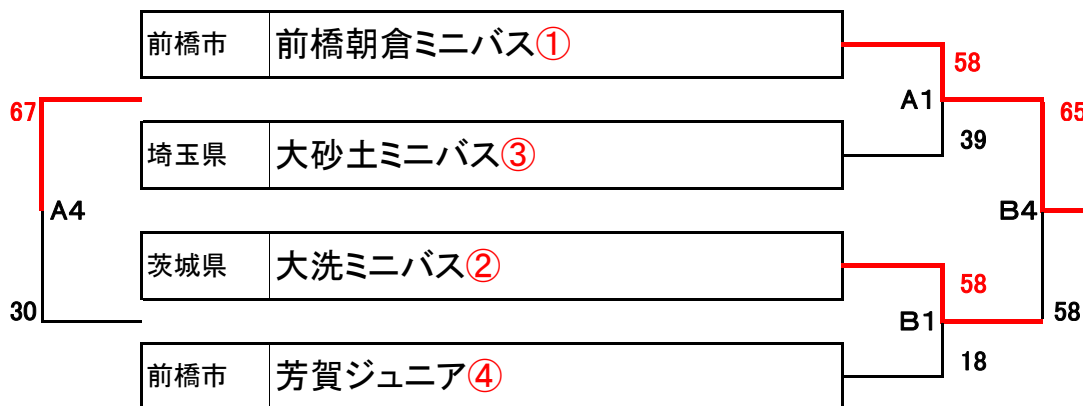 前橋市 前橋朝倉ミニバス①
58
67
A1
65
39
埼玉県 大砂土ミニバス③
A4
B4
茨城県 大洗ミニバス②
58
30
B1
58
18
前橋市 芳賀ジュニア④